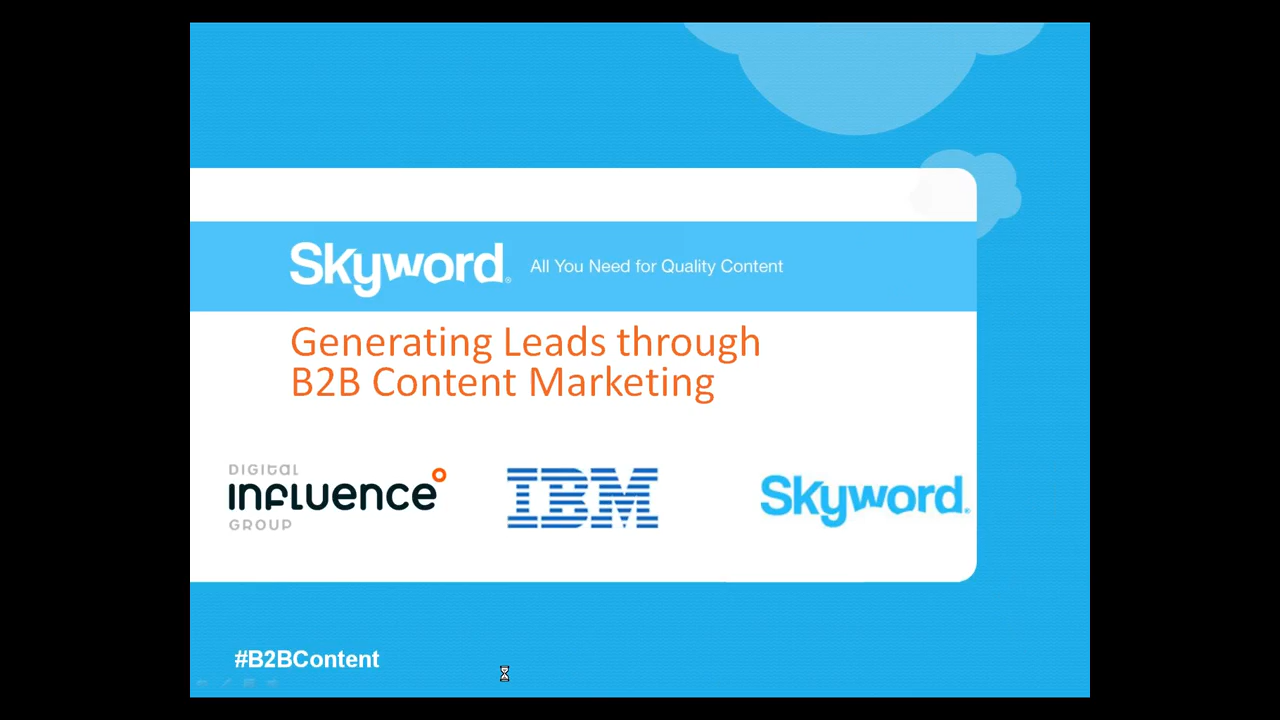 Skyword® All You Need for Quality Content
Generating Leads through
B2B Content Marketing
DIGITAL
INFLUENCE
GROUP
IBM
Skyword®
#B2BContent